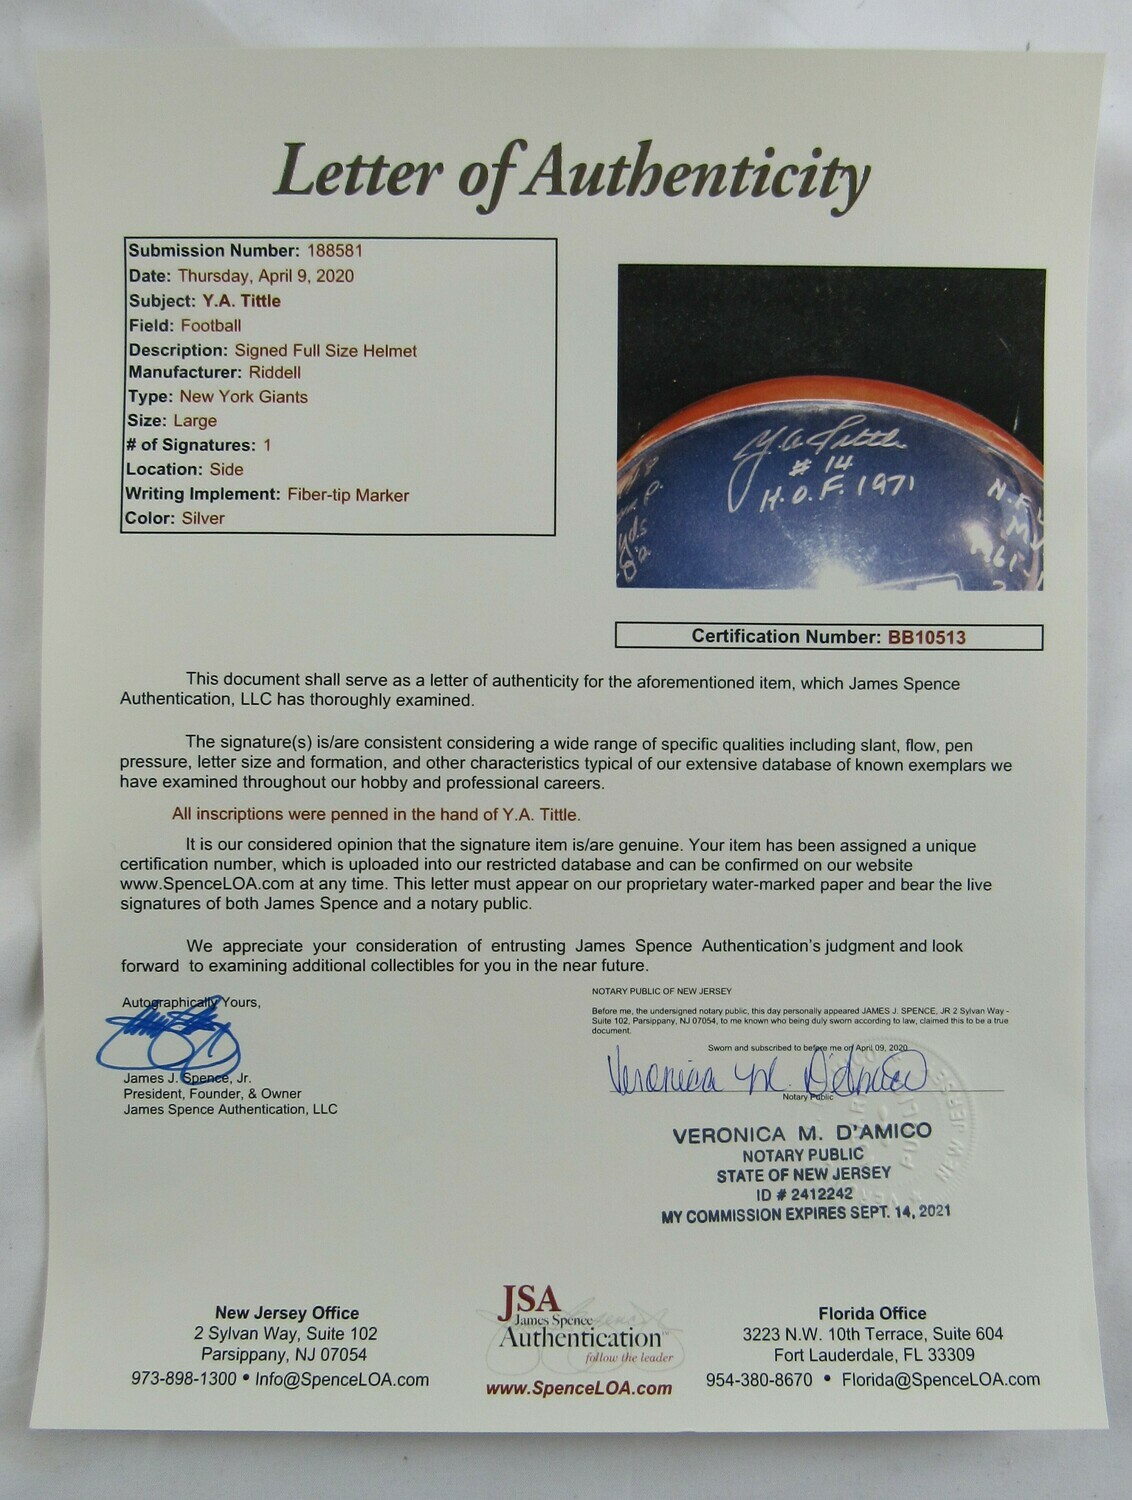 Letter of Authenticity
Submission Number: 188581
Date: Thursday, April 9, 2020
Subject: Y.A. Tittle
Field: Football
Description: Signed Full Size Helmet
Manufacturer: Riddell
Type: New York Giants
Size: Large
# of Signatures: 1
Location: Side
Writing Implement: Fiber-tip Marker
Color: Silver
Y.A. Tittle
# 14
H.O.F. 1971
yds
N.F.L
Certification Number: BB10513
This document shall serve as a letter of authenticity for the aforementioned item, which James Spence
Authentication, LLC has thoroughly examined.
The signature(s) is/are consistent considering a wide range of specific qualities including slant, flow, pen
pressure, letter size and formation, and other characteristics typical of our extensive database of known exemplars we
have examined throughout our hobby and professional careers.
All inscriptions were penned in the hand of Y.A. Tittle.
It is our considered opinion that the signature item is/are genuine. Your item has been assigned a unique
certification number, which is uploaded into our restricted database and can be confirmed on our website
www.SpenceLOA.com at any time. This letter must appear on our proprietary water-marked paper and bear the live
signatures of both James Spence and a notary public.
We appreciate your consideration of entrusting James Spence Authentication's judgment and look
forward to examining additional collectibles for you in the near future.
Autographically Yours,
James J. Spence, Jr.
President, Founder, & Owner
James Spence Authentication, LLC
NOTARY PUBLIC OF NEW JERSEY
Before me, the undersigned notary public, this day personally appeared JAMES J. SPENCE, JR 2 Sylvan Way -
Suite 102, Parsippany, NJ 07054, to me known who being duly sworn according to law, claimed this to be a true
document.
Sworn and subscribed to before me on April 09, 2020
Veronica M. D'Amico
Notary Public
VERONICA M. D'AMICO
NOTARY PUBLIC
STATE OF NEW JERSEY
ID # 2412242
MY COMMISSION EXPIRES SEPT. 14, 2021
PUBLIC
NEW JERSEY
New Jersey Office
2 Sylvan Way, Suite 102
Parsippany, NJ 07054
973-898-1300 • Info@SpenceLOA.com
JSA
James Spence
Authentication
follow the leader
www.SpenceLOA.com
Florida Office
3223 N.W. 10th Terrace, Suite 604
Fort Lauderdale, FL 33309
954-380-8670 • Florida@SpenceLOA.com